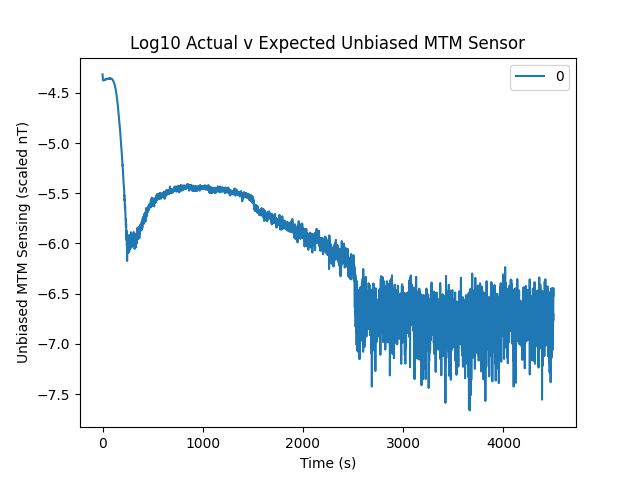 Log10 Actual v Expected Unbiased MTM Sensor
0
Unbiased MTM Sensing (scaled nT)
−4.5
−5.0
−5.5
−6.0
−6.5
−7.0
−7.5
0 1000 2000 3000 4000
Time (s)